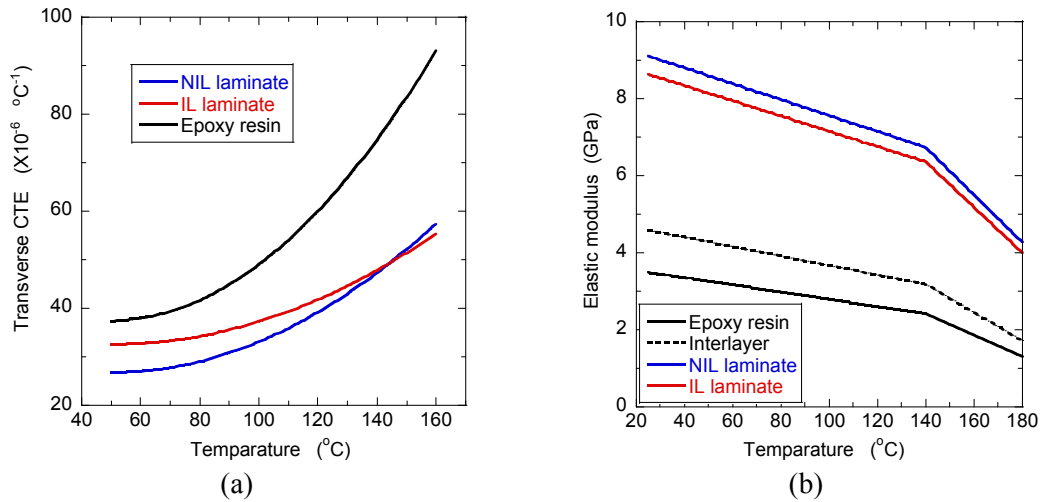 100
80
60
40
20
Transverse CTE (X10⁻⁶ °C⁻¹)
NIL laminate
IL laminate
Epoxy resin
40 60 80 100 120 140 160
Temparature (°C)
(a)
10
8
6
4
2
0
Elastic modulus (GPa)
Epoxy resin
Interlayer
NIL laminate
IL laminate
20 40 60 80 100 120 140 160 180
Temparature (°C)
(b)